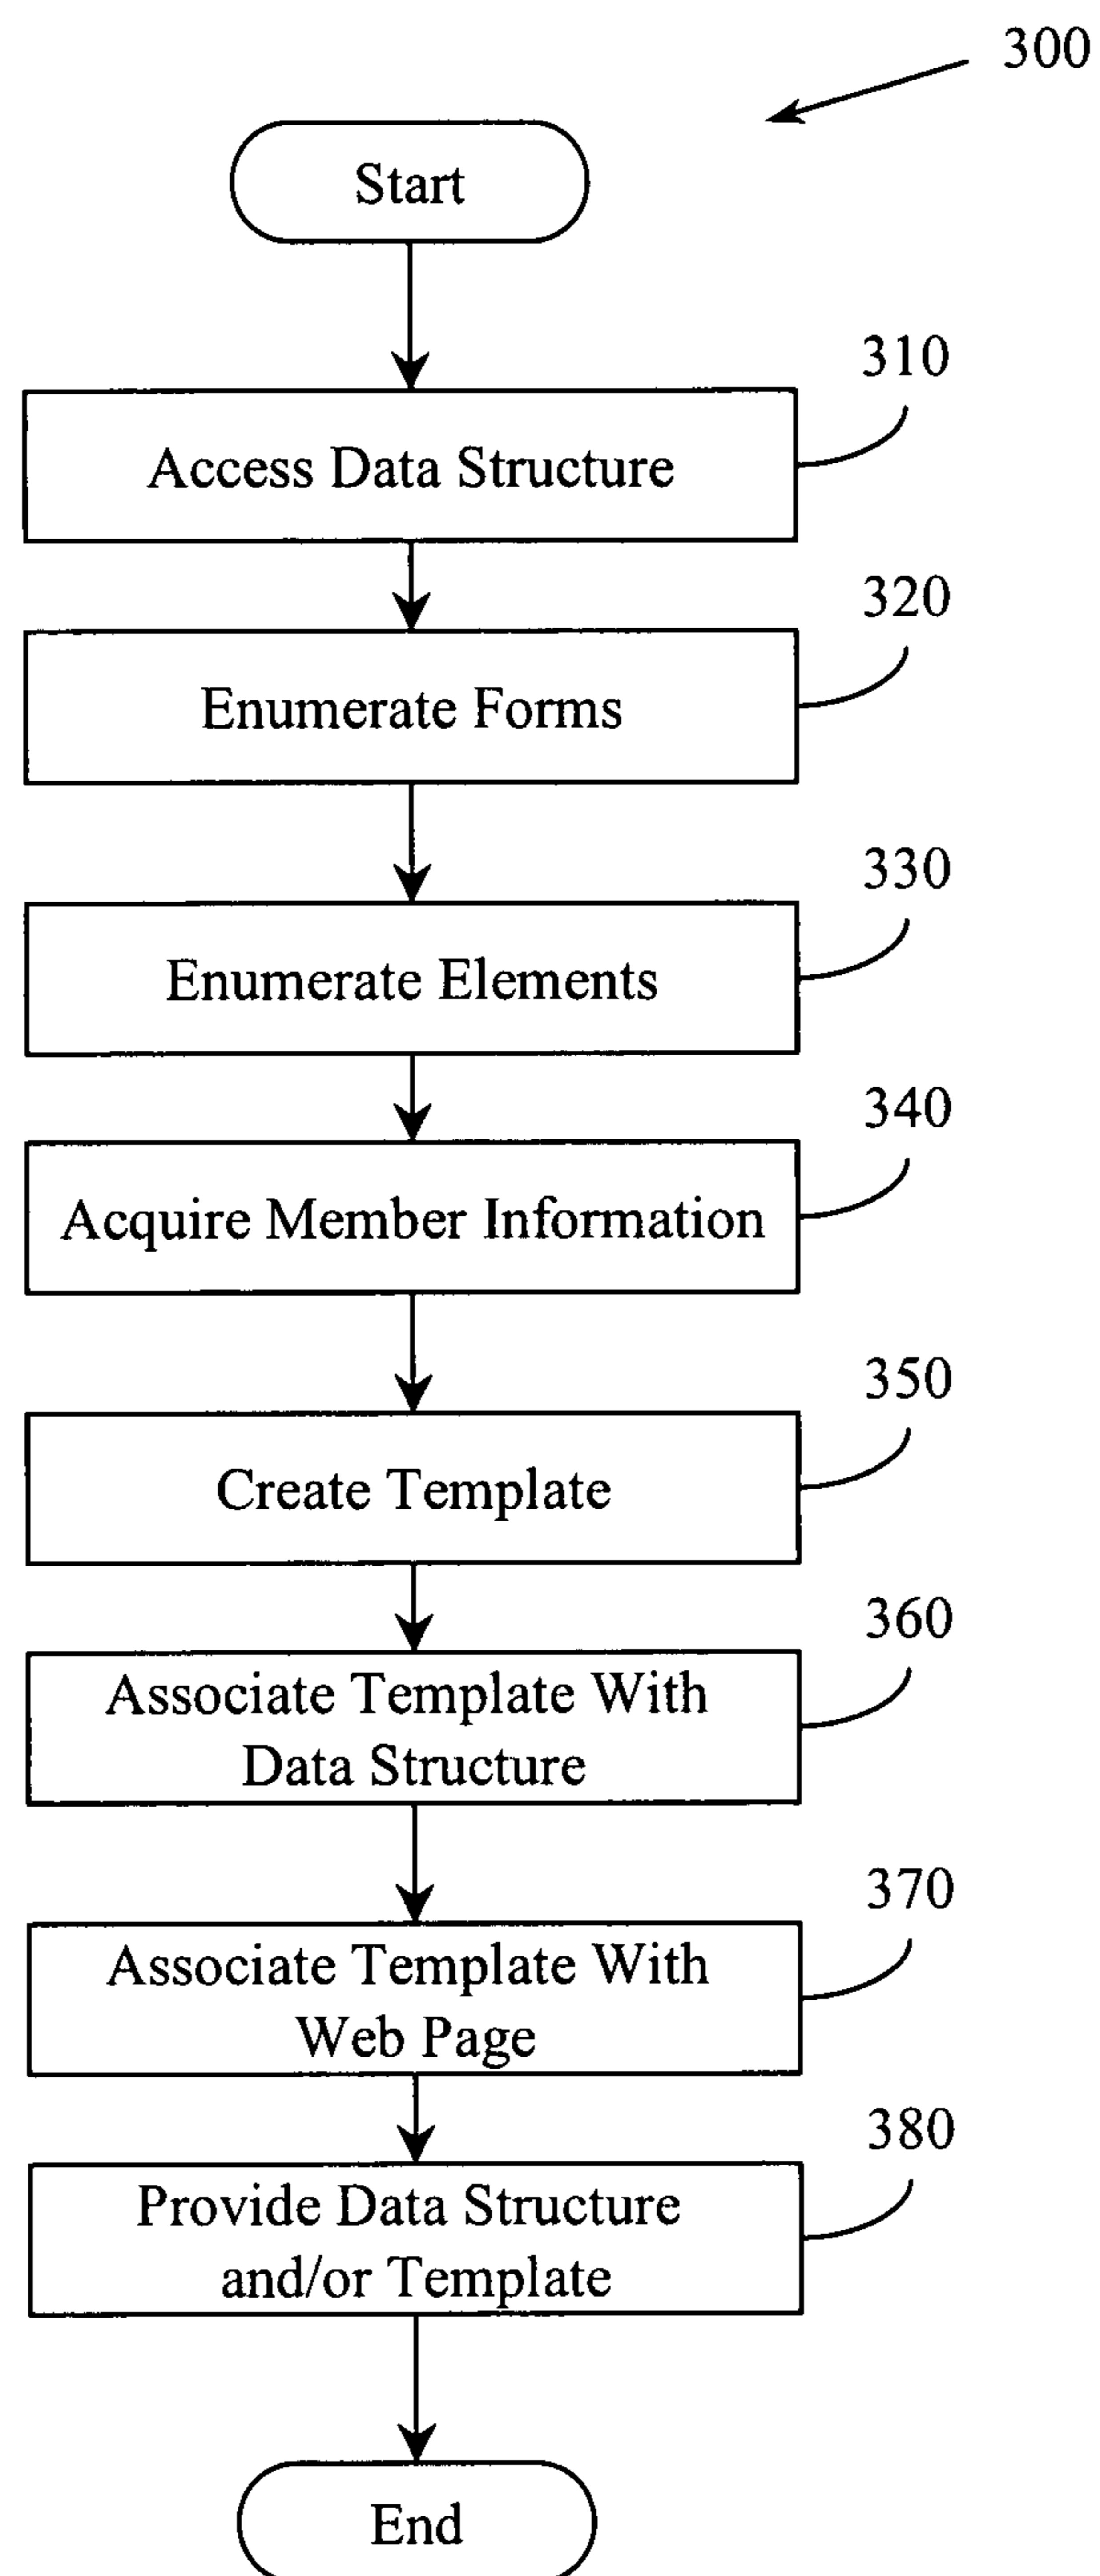 300
Start
310
Access Data Structure
320
Enumerate Forms
330
Enumerate Elements
340
Acquire Member Information
350
Create Template
360
Associate Template With
Data Structure
370
Associate Template With
Web Page
380
Provide Data Structure
and/or Template
End